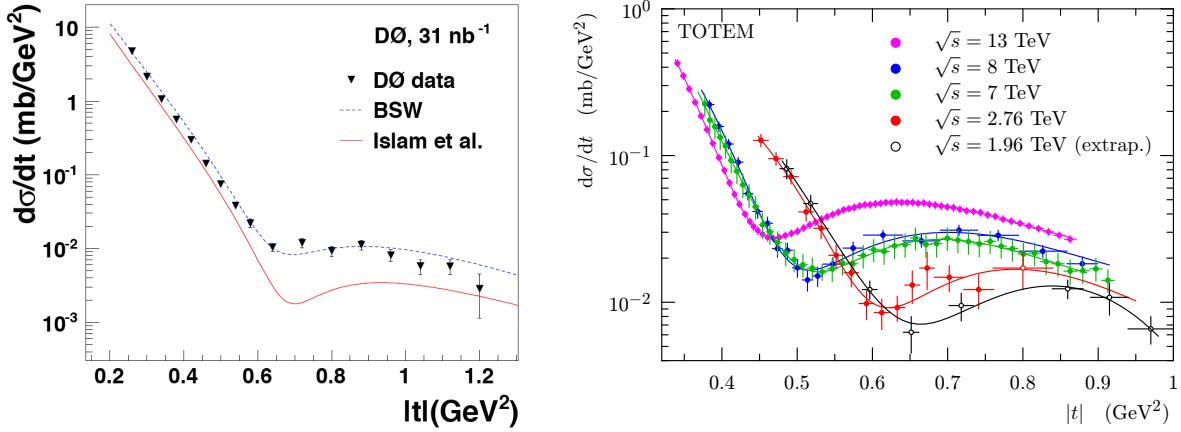 dσ/dt (mb/GeV²)
10
1
10⁻¹
10⁻²
10⁻³
DØ, 31 nb⁻¹
DØ data
BSW
Islam et al.
0.2 0.4 0.6 0.8 1 1.2
|t|(GeV²)
dσ/dt (mb/GeV²)
10⁰
10⁻¹
10⁻²
TOTEM
√s = 13 TeV
√s = 8 TeV
√s = 7 TeV
√s = 2.76 TeV
√s = 1.96 TeV (extrap.)
0.4 0.5 0.6 0.7 0.8 0.9 1
|t| (GeV²)